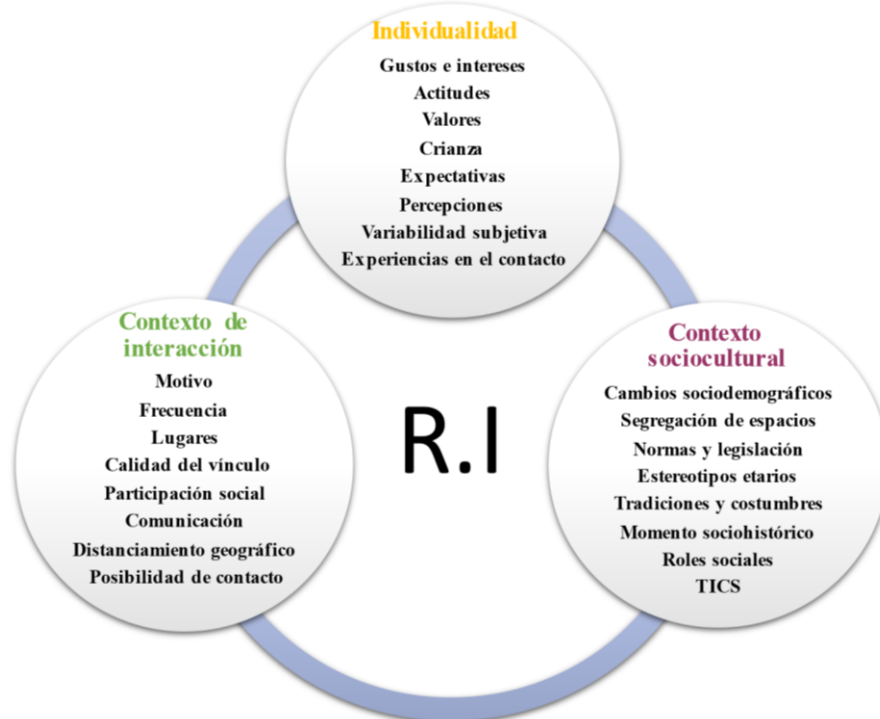 Individualidad
Gustos e intereses
Actitudes
Valores
Crianza
Expectativas
Percepciones
Variabilidad subjetiva
Experiencias en el contacto
Contexto de
interacción
Motivo
Frecuencia
Lugares
Calidad del vínculo
Participación social
Comunicación
Distanciamiento geográfico
Posibilidad de contacto
R.I
Contexto
sociocultural
Cambios sociodemográficos
Segregación de espacios
Normas y legislación
Estereotipos etarios
Tradiciones y costumbres
Momento sociohistórico
Roles sociales
TICS